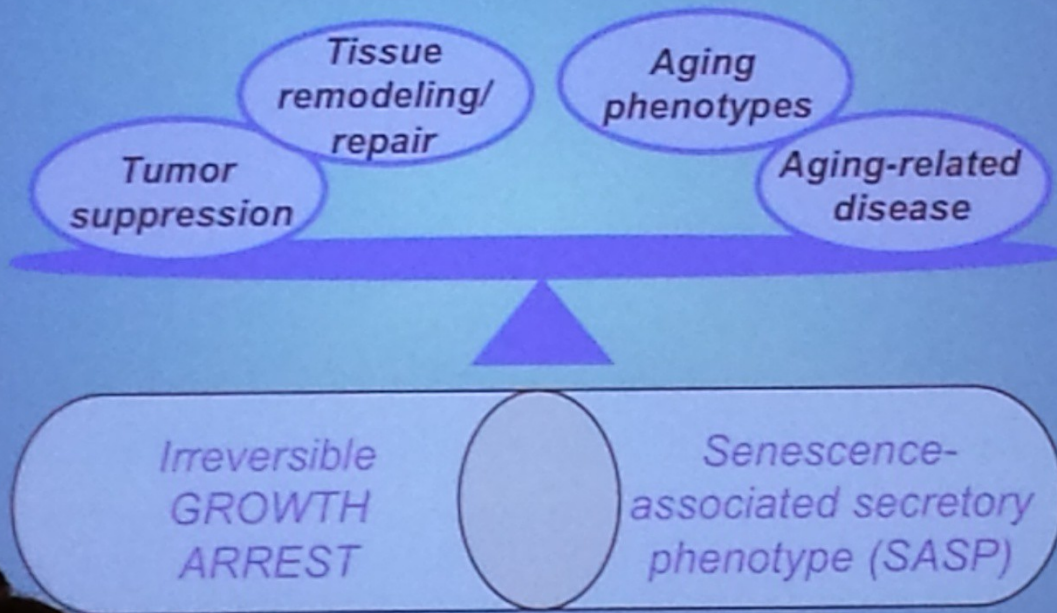 Tissue
remodeling/
repair
Aging
phenotypes
Tumor
suppression
Aging-related
disease
Irreversible
GROWTH
ARREST
Senescence-
associated secretory
phenotype (SASP)